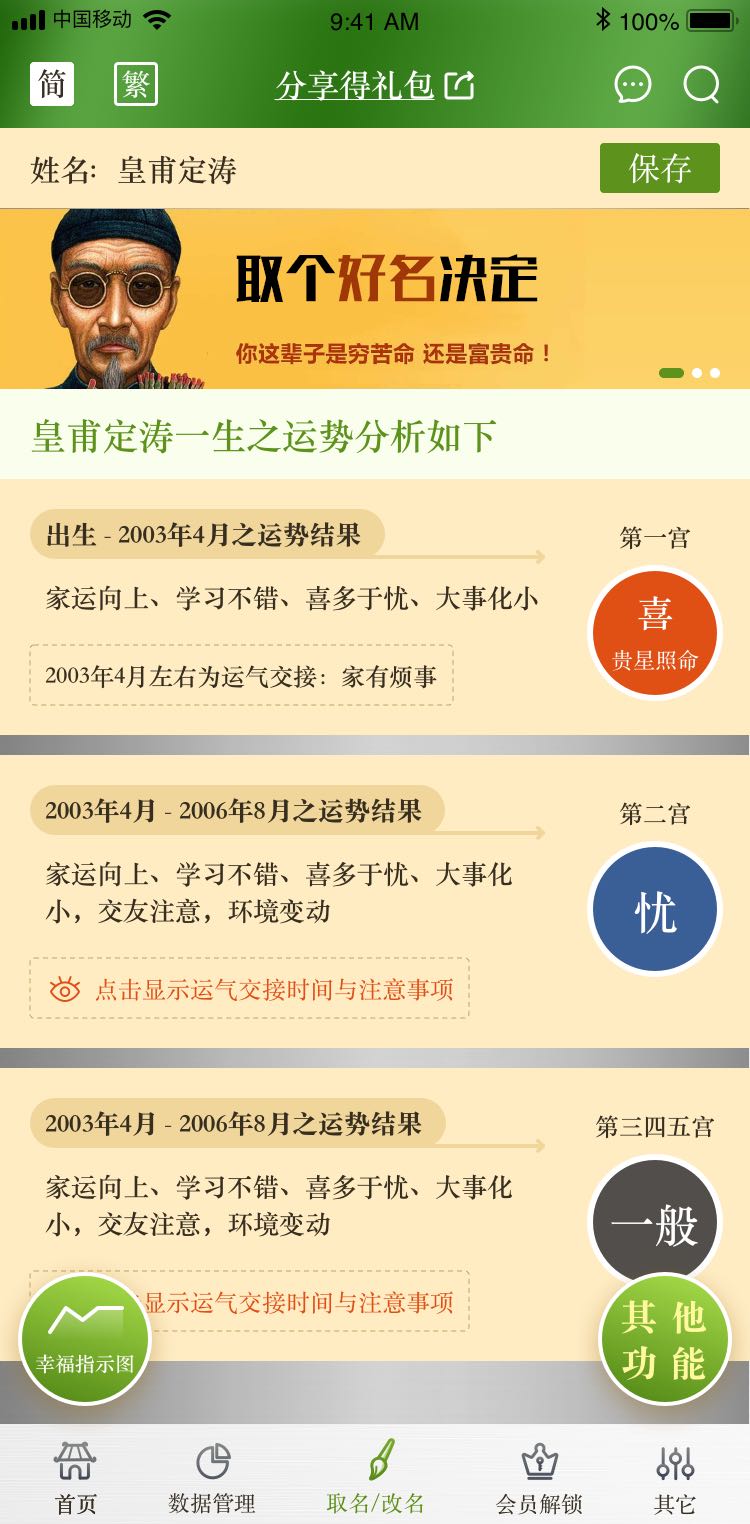 中国移动 9:41 AM 100%
简 繁 分享得礼包
姓名: 皇甫定涛 保存
取个好名决定
你这辈子是穷苦命 还是富贵命！
皇甫定涛一生之运势分析如下
出生 - 2003年4月之运势结果
第一宫
家运向上、学习不错、喜多于忧、大事化小
喜
贵星照命
2003年4月左右为运气交接：家有烦事
2003年4月 - 2006年8月之运势结果
第二宫
家运向上、学习不错、喜多于忧、大事化
小，交友注意，环境变动
忧
点击显示运气交接时间与注意事项
2003年4月 - 2006年8月之运势结果
第三四五宫
家运向上、学习不错、喜多于忧、大事化
小，交友注意，环境变动
一般
显示运气交接时间与注意事项
幸福指示图
其他
功能
首页 数据管理 取名/改名 会员解锁 其它